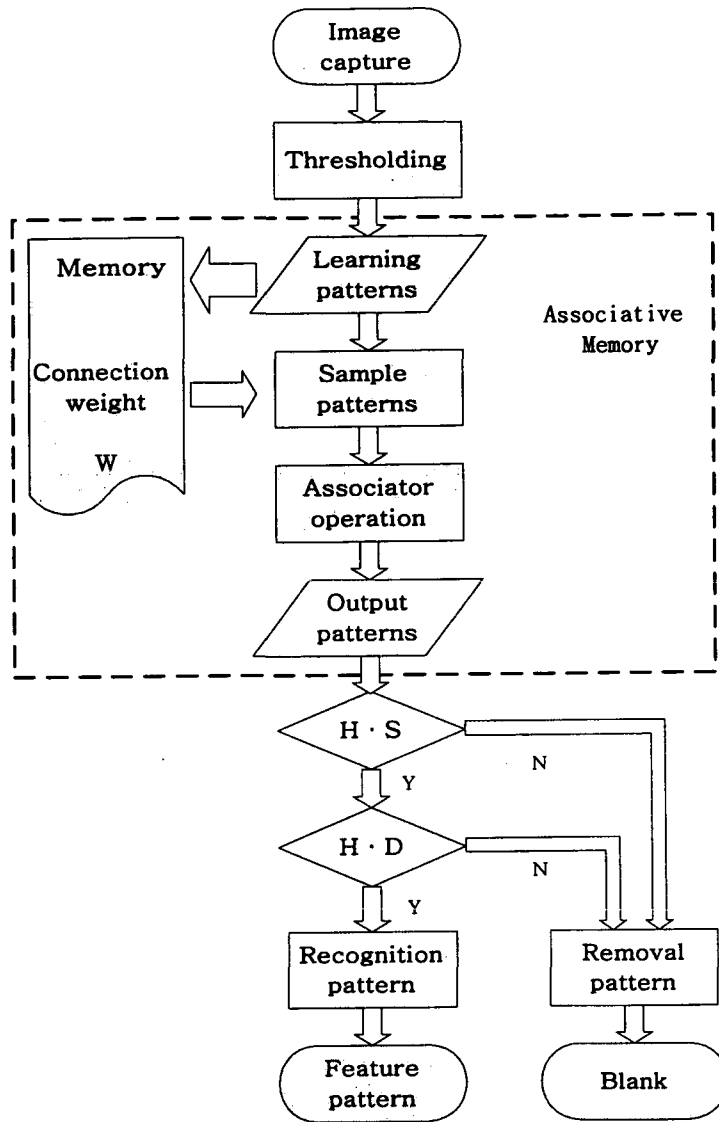 Image
capture
Thresholding
Learning
patterns
Memory
Associative
Memory
Connection
weight
W
Sample
patterns
Associator
operation
Output
patterns
H · S
N
Y
H · D
N
Y
Recognition
pattern
Removal
pattern
Feature
pattern
Blank